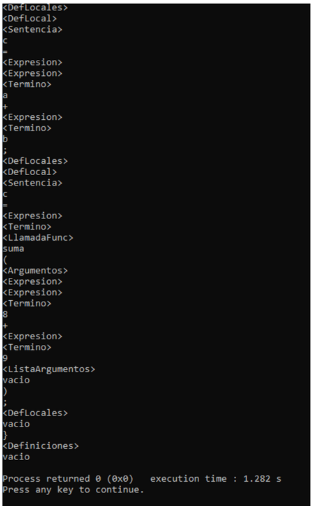 <DefLocales>
<DefLocal>
<Sentencia>
c
=
<Expresion>
<Expresion>
<Termino>
a
+
<Expresion>
<Termino>
b
;
<DefLocales>
<DefLocal>
<Sentencia>
c
=
<Expresion>
<Termino>
<LlamadaFunc>
suma
(
<Argumentos>
<Expresion>
<Expresion>
<Termino>
8
+
<Expresion>
<Termino>
9
<ListaArgumentos>
vacio
)
;
<DefLocales>
vacio
}
<Definiciones>
vacio
Process returned 0 (0x0)   execution time : 1.282 s
Press any key to continue.